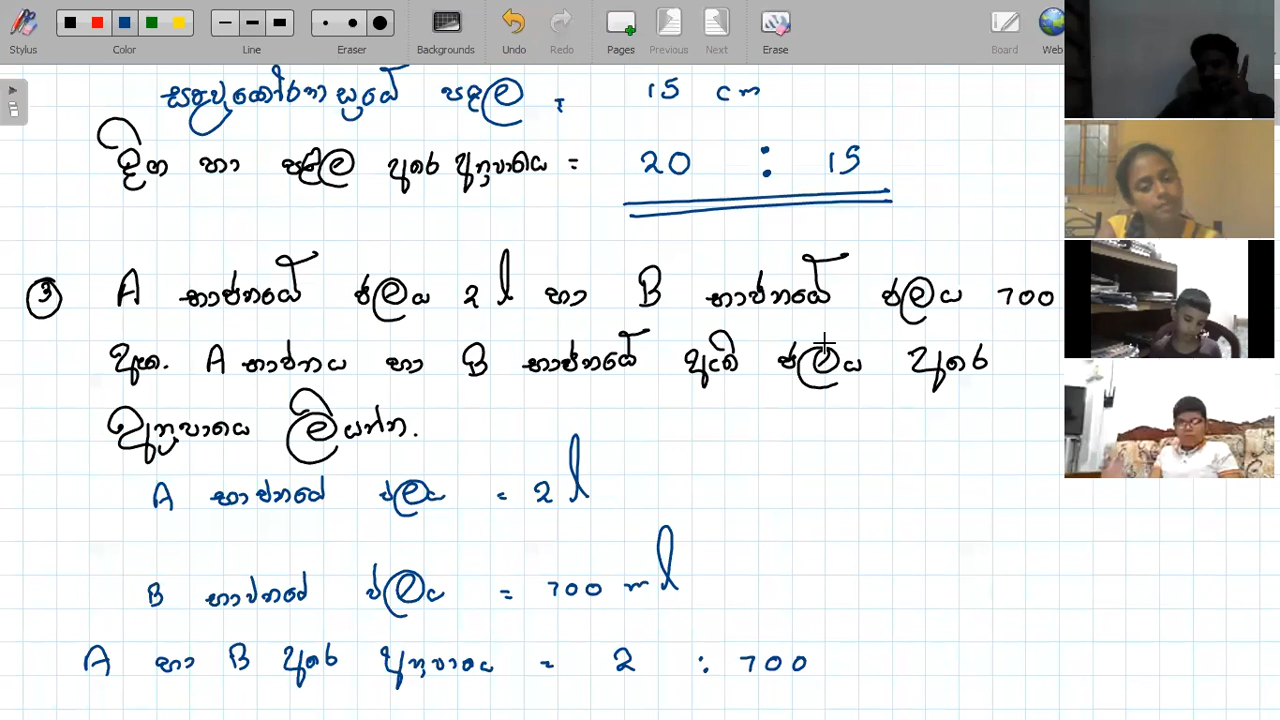 Stylus Color Line Eraser Backgrounds Undo Redo Pages Previous Next Erase Board Web
සෘජුකෝරනස්‍රයේ පළල = 15 cm
දිග හා පළල අතර අනුපාතය = 20 : 15
③ A භාජනයේ ජලය 2 l හා B භාජනයේ ජලය 700
ඇත. A භාජනය හා B භාජනයේ ඇති ජලය අතර
අනුපාතය ලියන්න.
A භාජනයේ ජලය = 2 l
B භාජනයේ ජලය = 700 ml
A හා B අතර අනුපාතය = 2 : 700